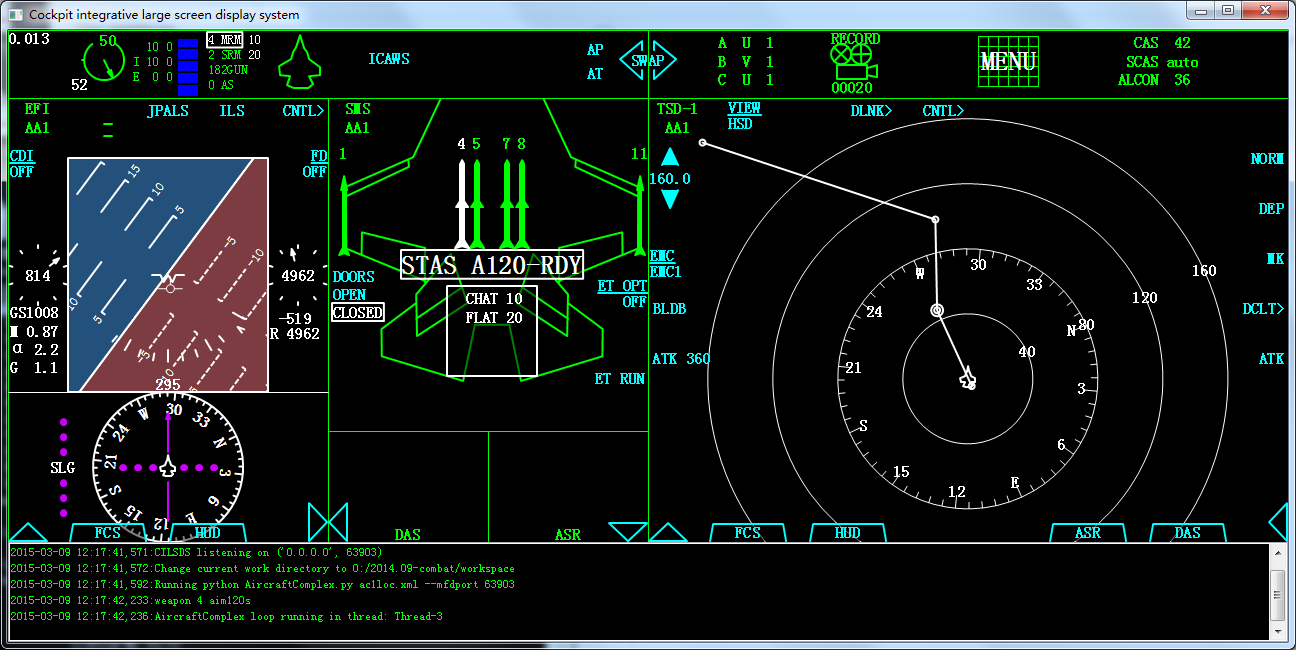 Cockpit integrative large screen display system
0.013
50
52
10 0
I 10 0
E 0 0
4 MRM 10
2 SRM 20
182GUN
0 AS
ICAWS
AP
AT
SWAP
A U 1
B V 1
C U 1
RECORD
00020
MENU
CAS 42
SCAS auto
ALCON 36
EFI
AA1
JPALS
ILS
CNTL>
CDI
OFF
FD
OFF
15
10
5
-5
-10
10
5
-5
-10
-5
814
4962
GS1008
M 0.87
α 2.2
G 1.1
-519
R 4962
295
SLG
30
33
N
3
6
E
12
15
S
21
24
W
FCS
HUD
SMS
AA1
1
4
5
7
8
11
STAS A120-RDY
DOORS
OPEN
CLOSED
CHAT 10
FLAT 20
ET OPT
OFF
ET RUN
DAS
ASR
TSD-1
AA1
VIEW
HSD
DLNK>
CNTL>
160.0
EMC
EMC1
BLDB
ATK 360
NORM
DEP
MK
DCLT>
ATK
160
120
80
40
W
30
33
N
3
6
E
12
15
S
21
24
FCS
HUD
ASR
DAS
2015-03-09 12:17:41,571:CILSDS listening on ('0.0.0.0', 63903)
2015-03-09 12:17:41,572:Change current work directory to O:/2014.09-combat/workspace
2015-03-09 12:17:41,592:Running python AircraftComplex.py ac1loc.xml --mfdport 63903
2015-03-09 12:17:42,233:weapon 4 aim120s
2015-03-09 12:17:42,236:AircraftComplex loop running in thread: Thread-3